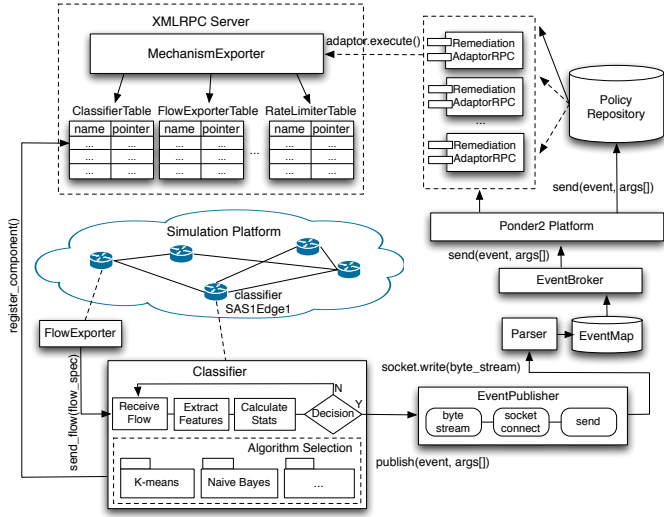 XMLRPC Server
MechanismExporter
adaptor.execute()
Remediation
AdaptorRPC
Remediation
AdaptorRPC
...
Remediation
AdaptorRPC
Policy
Repository
ClassifierTable
FlowExporterTable
RateLimiterTable
name pointer
name pointer
name pointer
... ...
... ...
... ...
... ...
... ...
... ...
...
... ...
... ...
... ...
send(event, args[])
Ponder2 Platform
send(event, args[])
EventBroker
Parser
EventMap
socket.write(byte_stream)
Simulation Platform
classifier
SAS1Edge1
register_component()
FlowExporter
send_flow(flow_spec)
Classifier
Receive
Flow
Extract
Features
Calculate
Stats
Decision
N
Y
Algorithm Selection
K-means
Naive Bayes
...
EventPublisher
byte
stream
socket
connect
send
publish(event, args[])